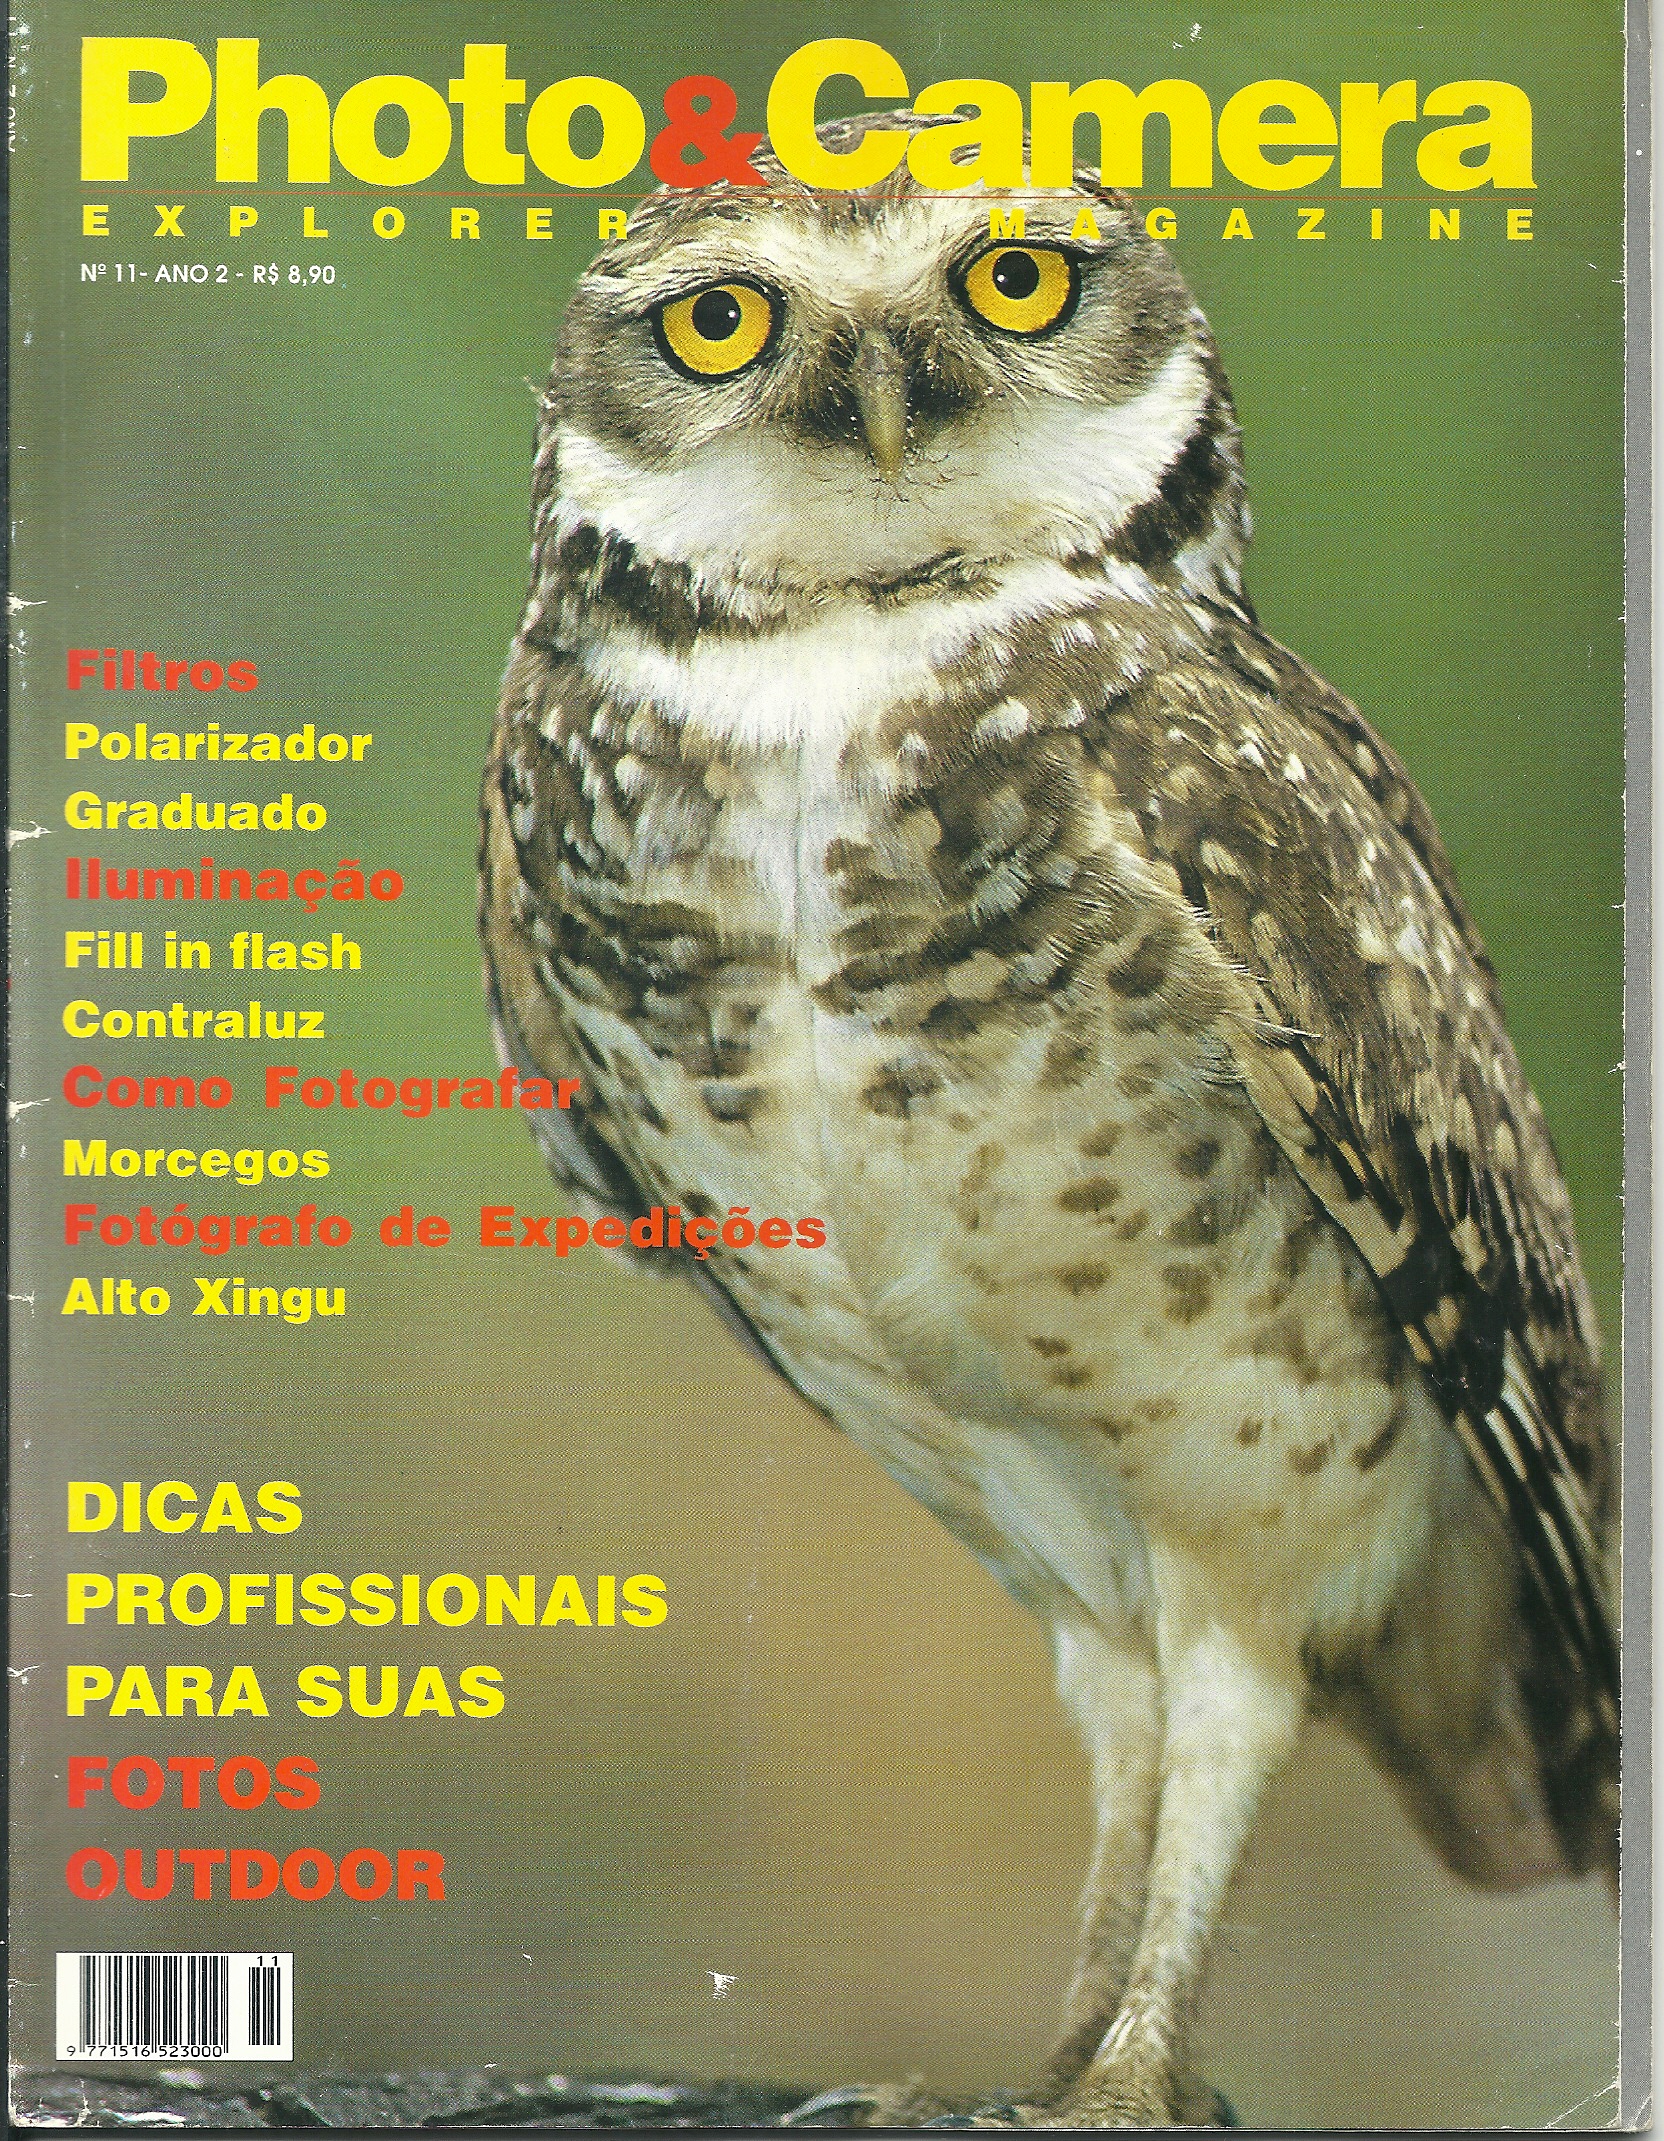 Photo&Camera
EXPLORER MAGAZINE
Nº 11- ANO 2 - R$ 8,90
Filtros
Polarizador
Graduado
Iluminação
Fill in flash
Contraluz
Como Fotografar
Morcegos
Fotógrafo de Expedições
Alto Xingu
DICAS
PROFISSIONAIS
PARA SUAS
FOTOS
OUTDOOR
11
9 771516 523000